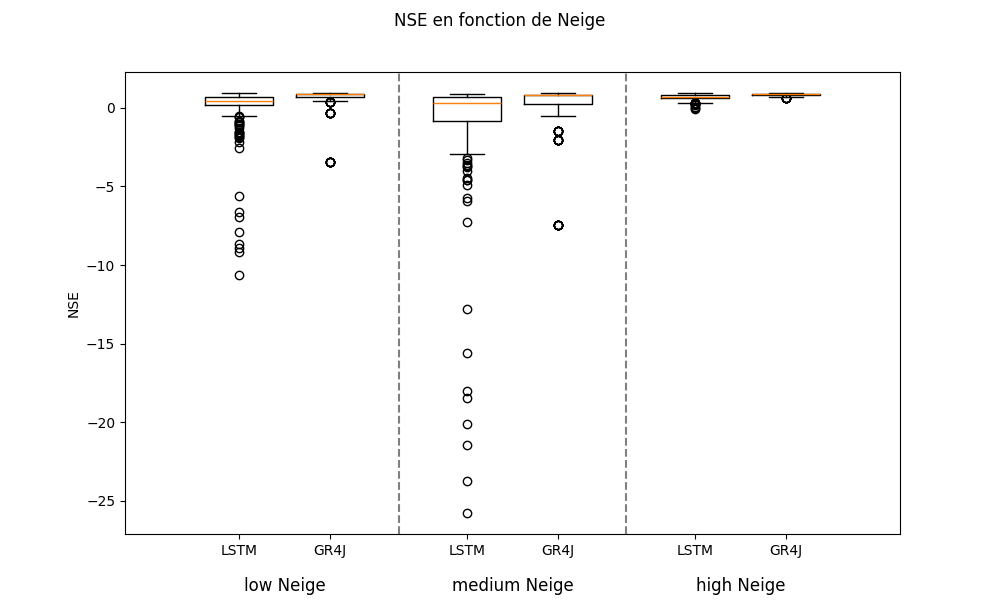 NSE en fonction de Neige
NSE
0
−5
−10
−15
−20
−25
LSTM GR4J LSTM GR4J LSTM GR4J
low Neige medium Neige high Neige